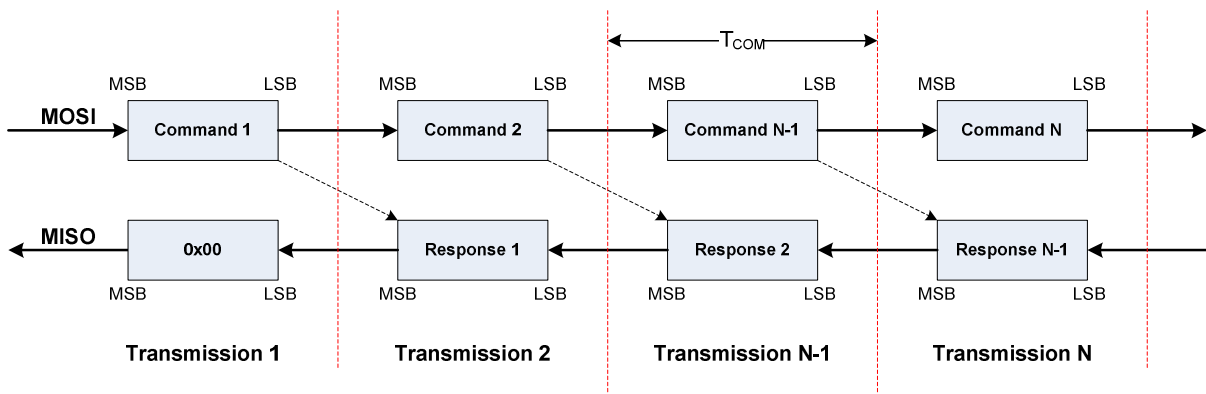 T_COM
MSB LSB MSB LSB MSB LSB MSB LSB
MOSI Command 1 Command 2 Command N-1 Command N
MISO 0x00 Response 1 Response 2 Response N-1
MSB LSB MSB LSB MSB LSB MSB LSB
Transmission 1 Transmission 2 Transmission N-1 Transmission N